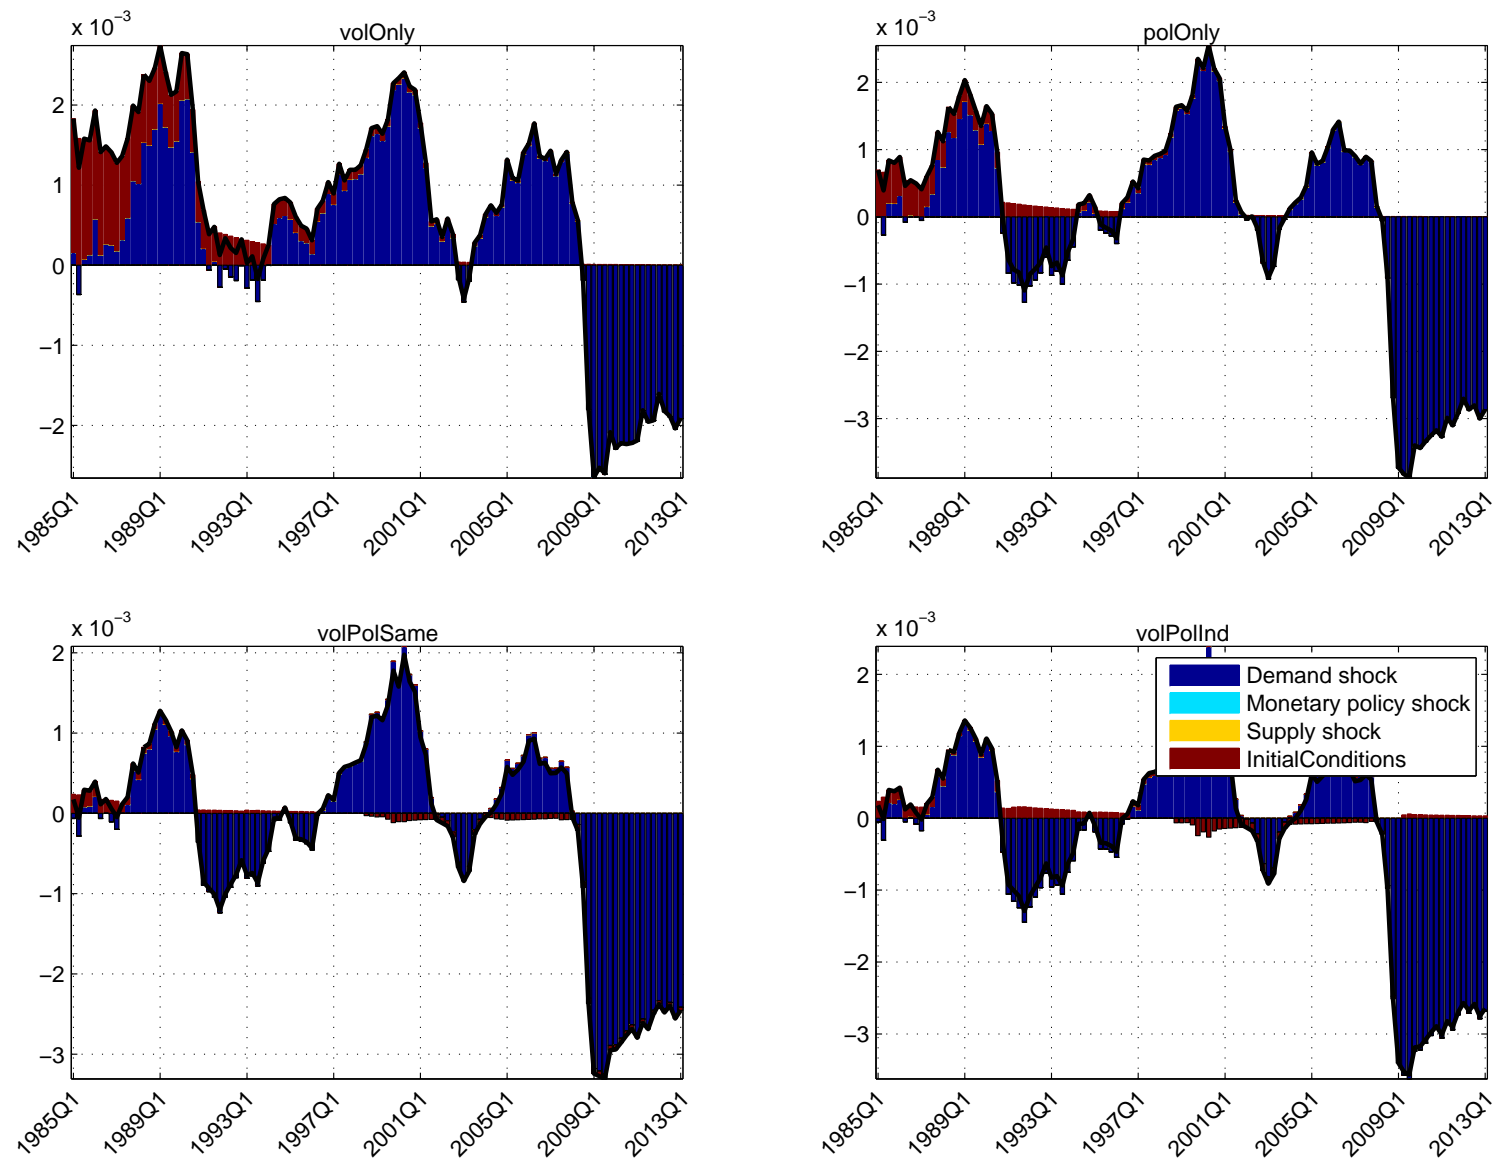 x 10⁻³
volOnly
2
1
0
−1
−2
1985Q1
1989Q1
1993Q1
1997Q1
2001Q1
2005Q1
2009Q1
2013Q1
x 10⁻³
polOnly
2
1
0
−1
−2
−3
1985Q1
1989Q1
1993Q1
1997Q1
2001Q1
2005Q1
2009Q1
2013Q1
x 10⁻³
volPolSame
2
1
0
−1
−2
−3
1985Q1
1989Q1
1993Q1
1997Q1
2001Q1
2005Q1
2009Q1
2013Q1
x 10⁻³
volPolInd
2
1
0
−1
−2
−3
Demand shock
Monetary policy shock
Supply shock
InitialConditions
1985Q1
1989Q1
1993Q1
1997Q1
2001Q1
2005Q1
2009Q1
2013Q1